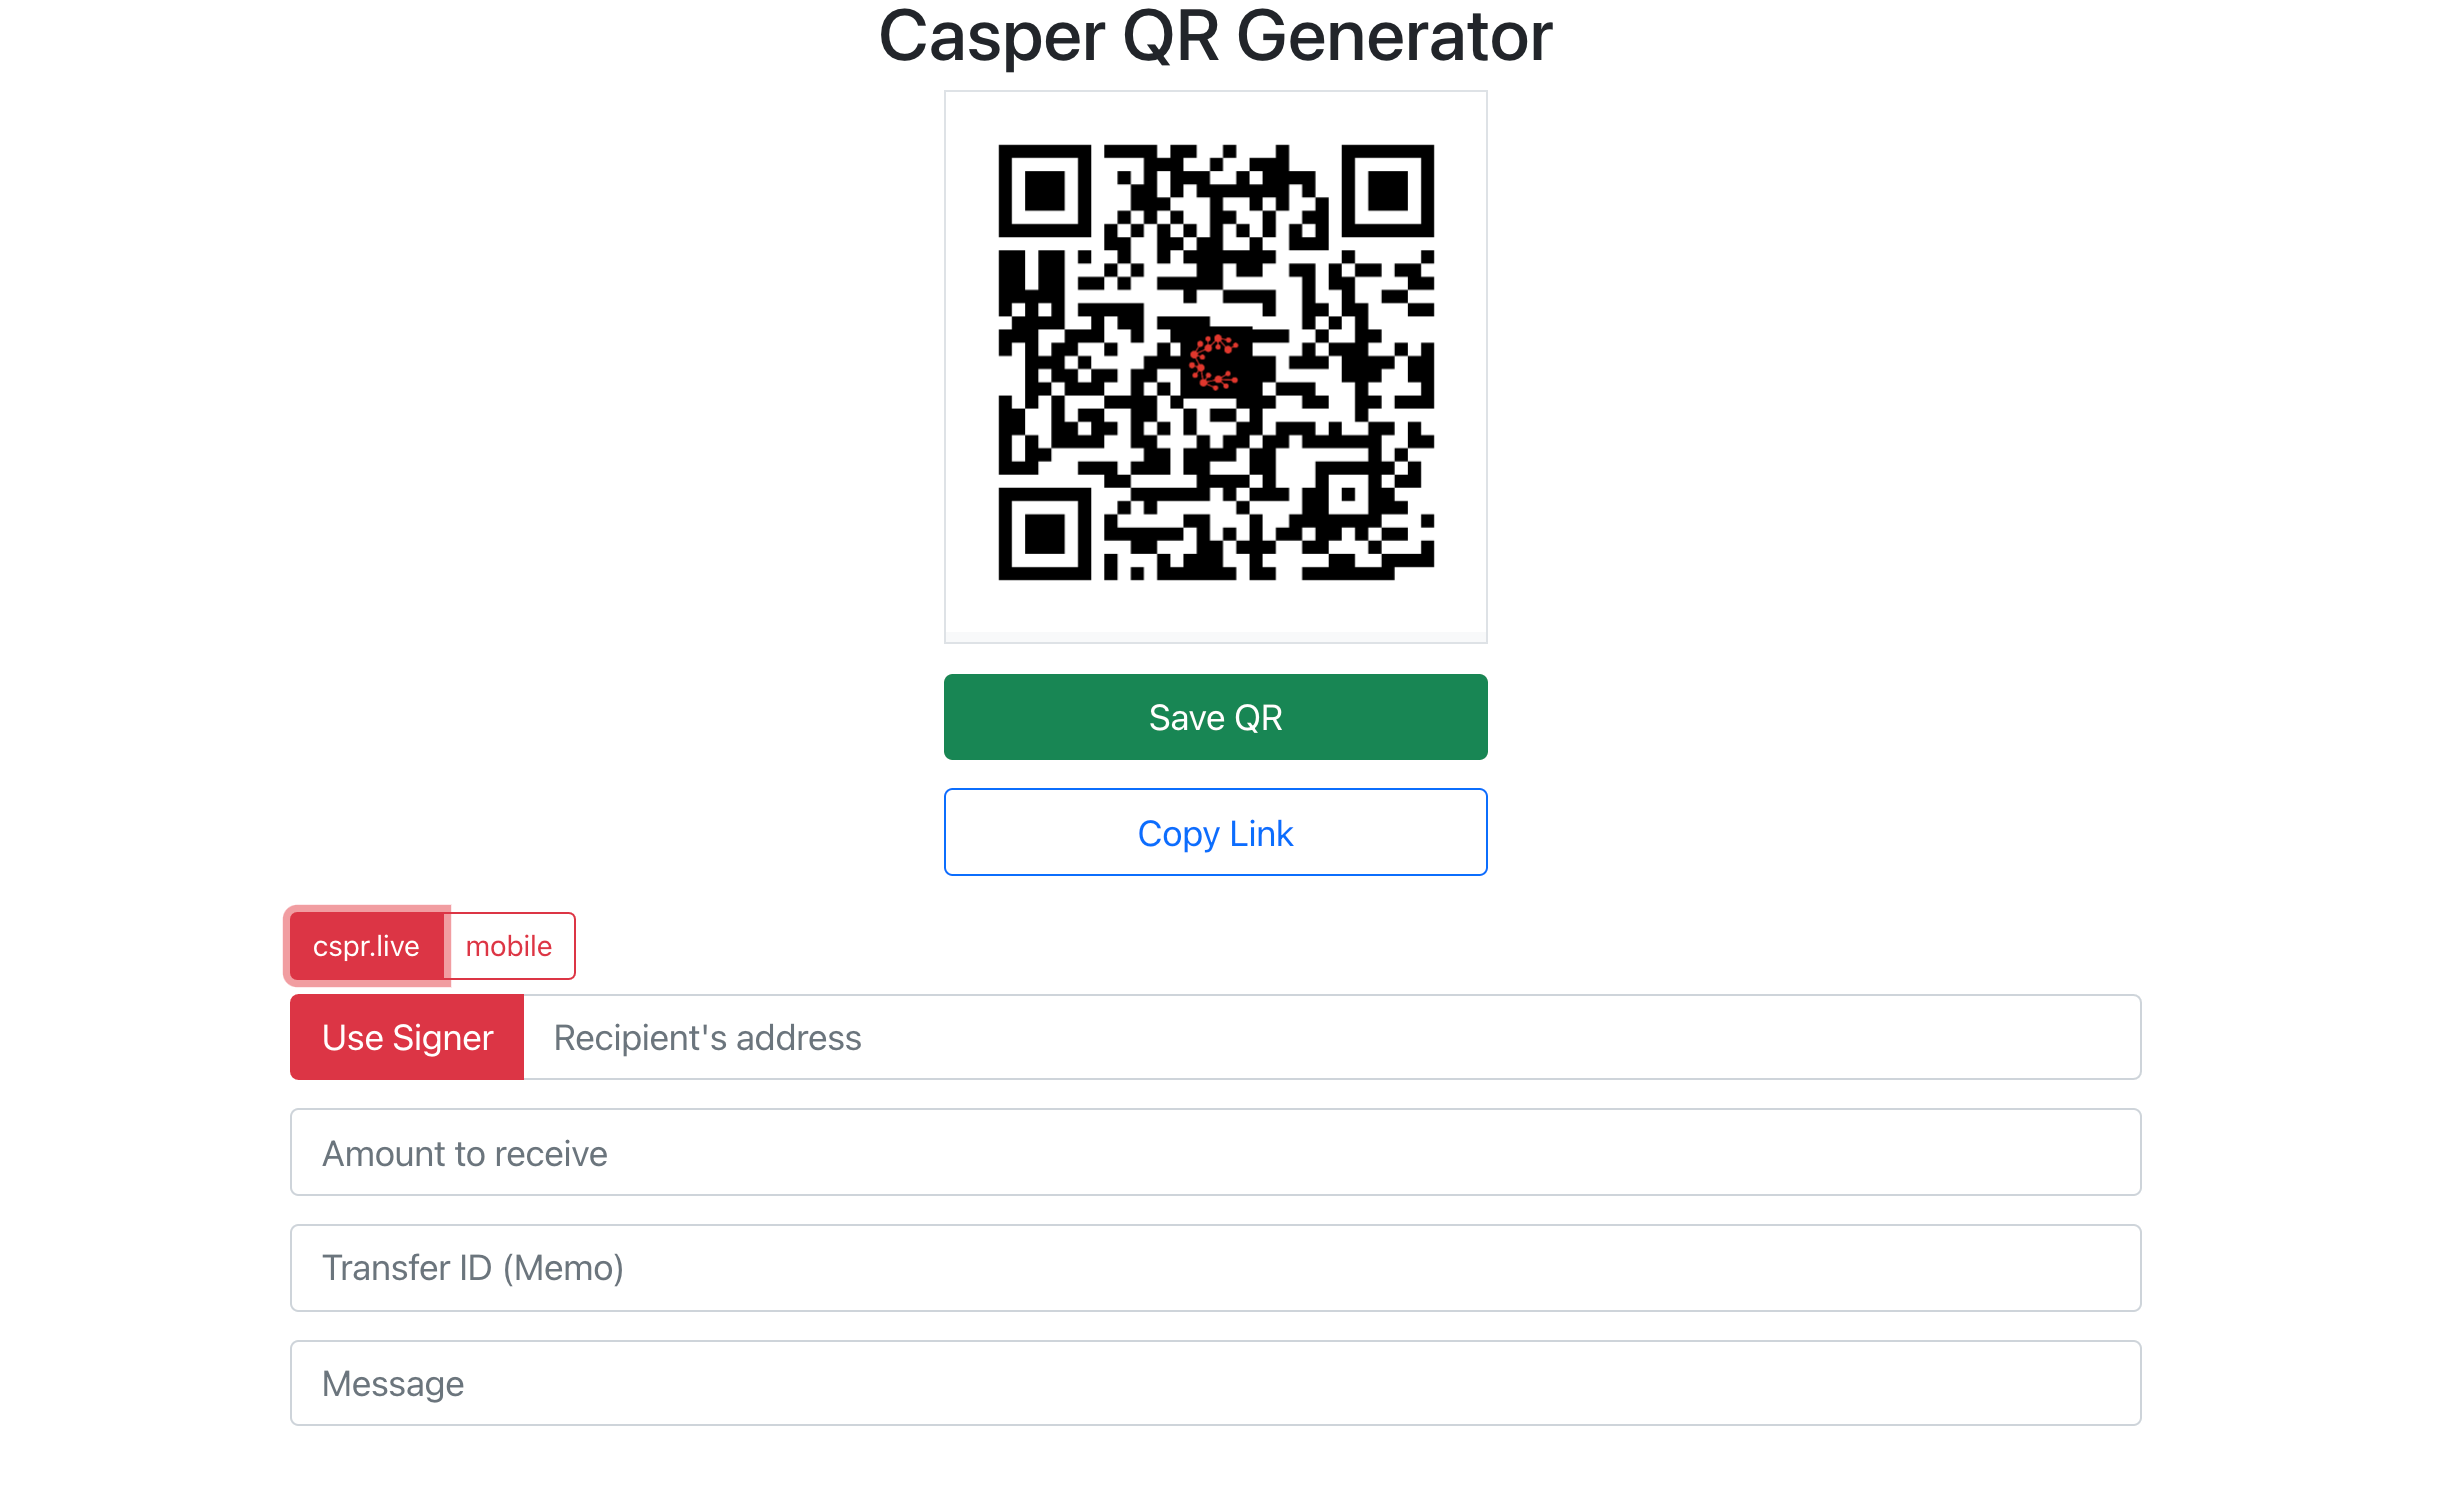 Casper QR Generator
Save QR
Copy Link
cspr.live mobile
Use Signer Recipient's address
Amount to receive
Transfer ID (Memo)
Message